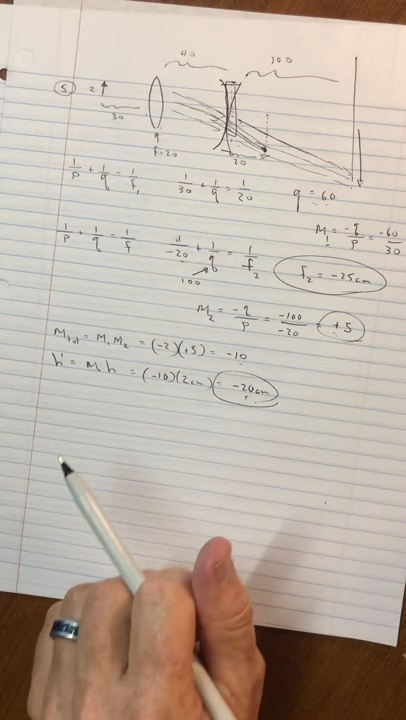 40 100
5 2
30
f=20
20
1/p + 1/q = 1/f₁ 1/30 + 1/q = 1/20 q = 60
M₁ = -q/p = -60/30
1/p + 1/q = 1/f 1/-20 + 1/q = 1/f₂ f₂ = -25cm
100
M₂ = -q/p = -100/-20 = +5
Mtot = M₁M₂ = (-2)(+5) = -10
h' = Mh = (-10)(2cm) = -20cm